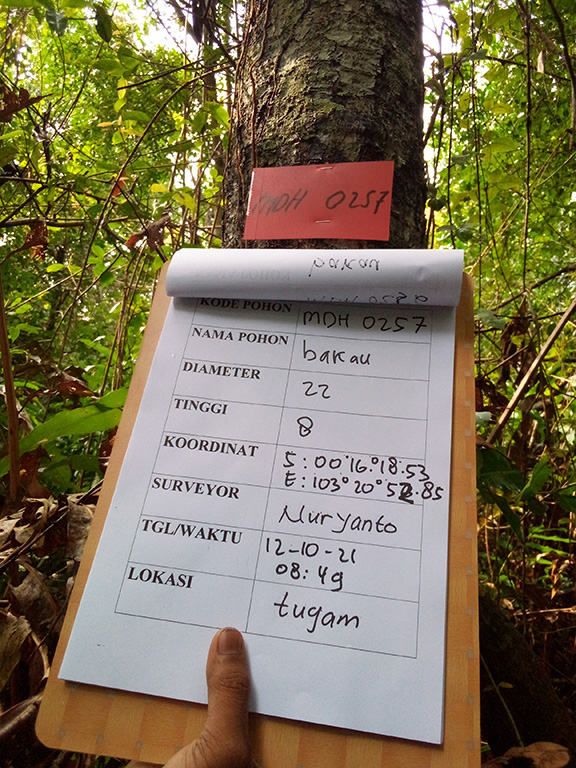 MDH 0257
KODE POHON MDH 0257
NAMA POHON bakau
DIAMETER 22
TINGGI 8
KOORDINAT S : 00°16°18.53
E : 103°20°52.85
SURVEYOR Nuryanto
TGL/WAKTU 12-10-21
08:49
LOKASI tugam